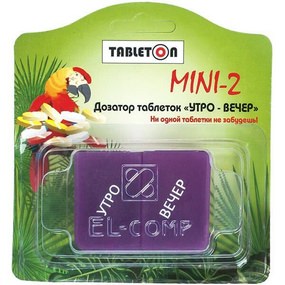 TABLETON
MINI-2
Дозатор таблеток «УТРО - ВЕЧЕР»
Ни одной таблетки не забудешь!
УТРО
ВЕЧЕР
EL-COMP